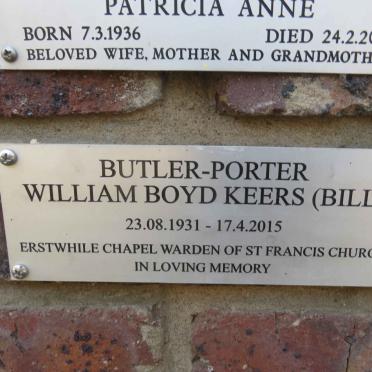 PATRICIA ANNE
BORN 7.3.1936 DIED 24.2.20
BELOVED WIFE, MOTHER AND GRANDMOTH
BUTLER-PORTER
WILLIAM BOYD KEERS (BILL
23.08.1931 - 17.4.2015
ERSTWHILE CHAPEL WARDEN OF ST FRANCIS CHURC
IN LOVING MEMORY